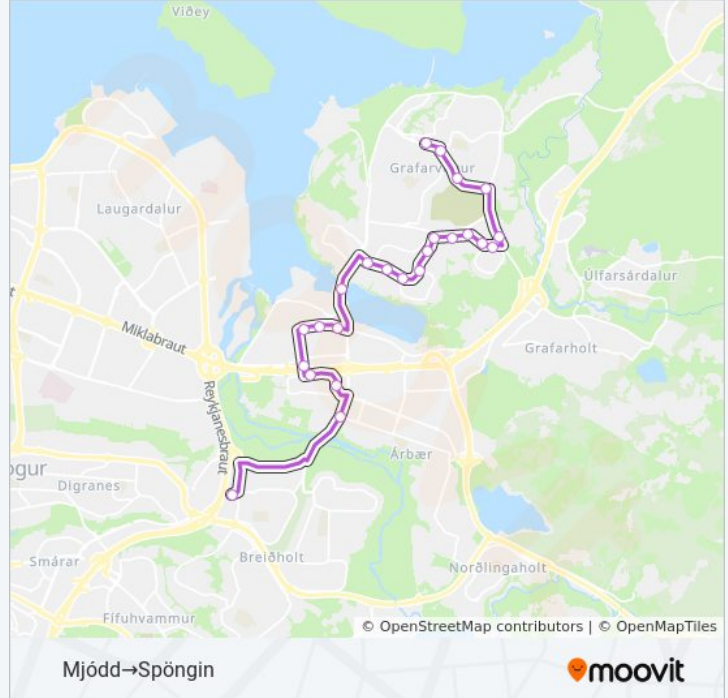 Viðey
Laugardalur
Grafarvogur
Úlfarsárdalur
Miklabraut
Grafarholt
Reykjanesbraut
Árbær
ogur
Digranes
Breiðholt
Norðlingaholt
Smárar
Fífuhvammur
© OpenStreetMap contributors | © OpenMapTiles
Mjódd→Spöngin
moovit